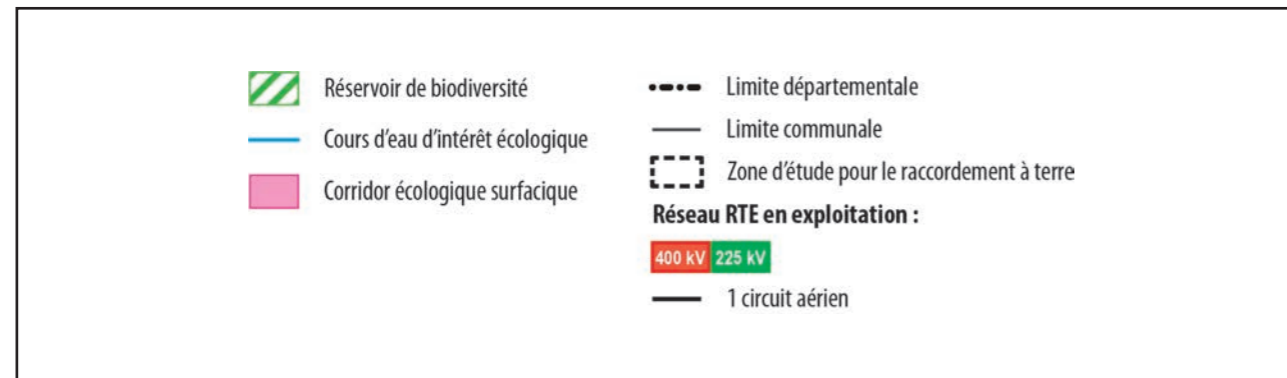 Réservoir de biodiversité
Cours d'eau d'intérêt écologique
Corridor écologique surfacique
Limite départementale
Limite communale
Zone d'étude pour le raccordement à terre
Réseau RTE en exploitation :
400 kV 225 kV
1 circuit aérien